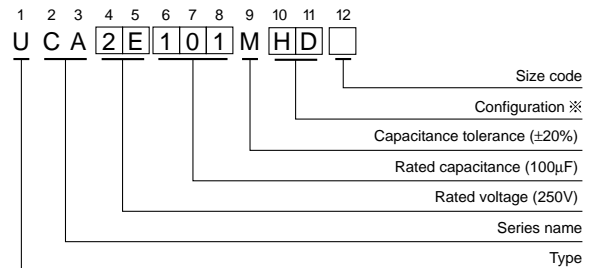 1 2 3 4 5 6 7 8 9 10 11 12
U C A 2 E 1 0 1 M H D
Size code
Configuration ※
Capacitance tolerance (±20%)
Rated capacitance (100μF)
Rated voltage (250V)
Series name
Type